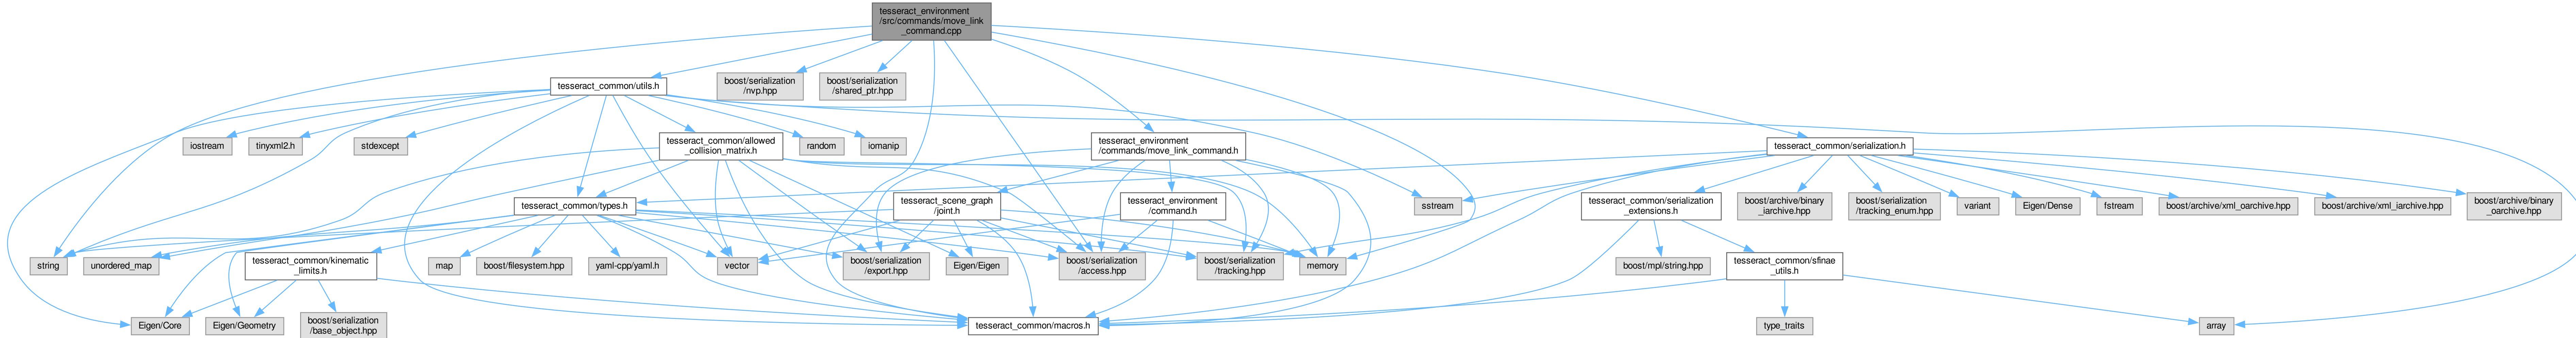 tesseract_environment
/src/commands/move_link
_command.cpp
tesseract_common/utils.h
boost/serialization
/nvp.hpp
boost/serialization
/shared_ptr.hpp
iostream
tinyxml2.h
stdexcept
tesseract_common/allowed
_collision_matrix.h
random
iomanip
tesseract_environment
/commands/move_link_command.h
tesseract_common/serialization.h
tesseract_common/types.h
tesseract_scene_graph
/joint.h
tesseract_environment
/command.h
sstream
tesseract_common/serialization
_extensions.h
boost/archive/binary
_iarchive.hpp
boost/serialization
/tracking_enum.hpp
variant
Eigen/Dense
fstream
boost/archive/xml_oarchive.hpp
boost/archive/xml_iarchive.hpp
boost/archive/binary
_oarchive.hpp
string
unordered_map
tesseract_common/kinematic
_limits.h
map
boost/filesystem.hpp
yaml-cpp/yaml.h
vector
boost/serialization
/export.hpp
Eigen/Eigen
boost/serialization
/access.hpp
boost/serialization
/tracking.hpp
memory
boost/mpl/string.hpp
tesseract_common/sfinae
_utils.h
Eigen/Core
Eigen/Geometry
boost/serialization
/base_object.hpp
tesseract_common/macros.h
type_traits
array